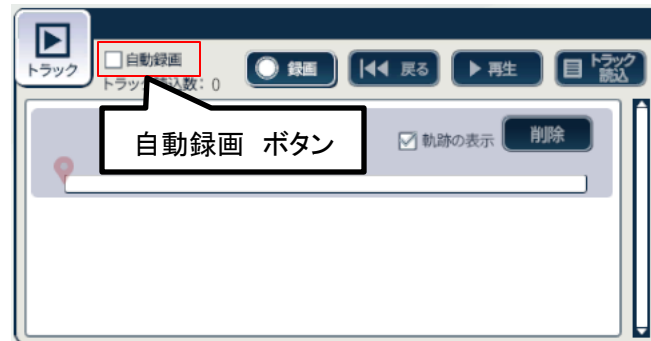 トラック
自動録画
トラック読込数: 0
録画
戻る
再生
トラック
読込
自動録画 ボタン
軌跡の表示
削除